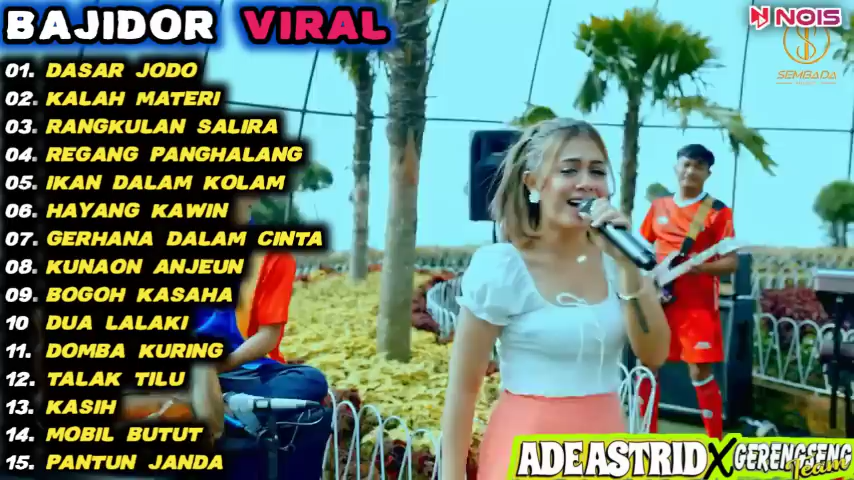 BAJIDOR VIRAL
NOIS
SEMBADA
01. DASAR JODO
02. KALAH MATERI
03. RANGKULAN SALIRA
04. REGANG PANGHALANG
05. IKAN DALAM KOLAM
06. HAYANG KAWIN
07. GERHANA DALAM CINTA
08. KUNAON ANJEUN
09. BOGOH KASAHA
10 DUA LALAKI
11. DOMBA KURING
12. TALAK TILU
13. KASIH
14. MOBIL BUTUT
15. PANTUN JANDA
ADE ASTRID X GERENGSENG
Team